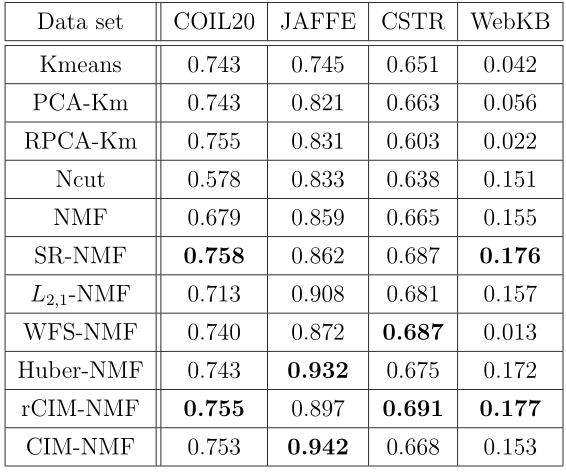 Data set COIL20 JAFFE CSTR WebKB
Kmeans 0.743 0.745 0.651 0.042
PCA-Km 0.743 0.821 0.663 0.056
RPCA-Km 0.755 0.831 0.603 0.022
Ncut 0.578 0.833 0.638 0.151
NMF 0.679 0.859 0.665 0.155
SR-NMF 0.758 0.862 0.687 0.176
L2,1-NMF 0.713 0.908 0.681 0.157
WFS-NMF 0.740 0.872 0.687 0.013
Huber-NMF 0.743 0.932 0.675 0.172
rCIM-NMF 0.755 0.897 0.691 0.177
CIM-NMF 0.753 0.942 0.668 0.153